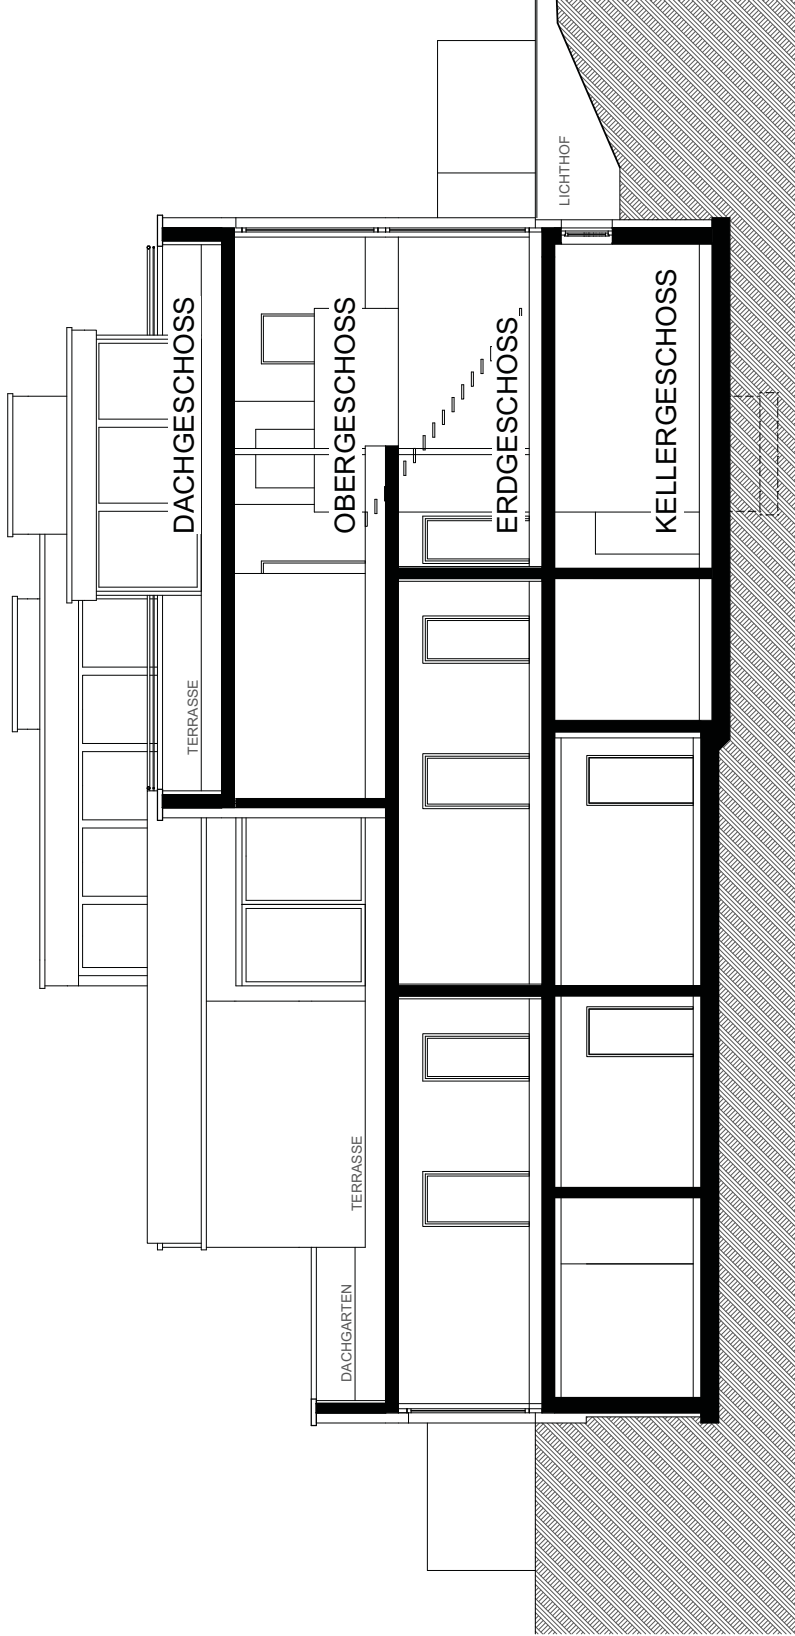 DACHGESCHOSS
TERRASSE
OBERGESCHOSS
TERRASSE
DACHGARTEN
ERDGESCHOSS
LICHTHOF
KELLERGESCHOSS